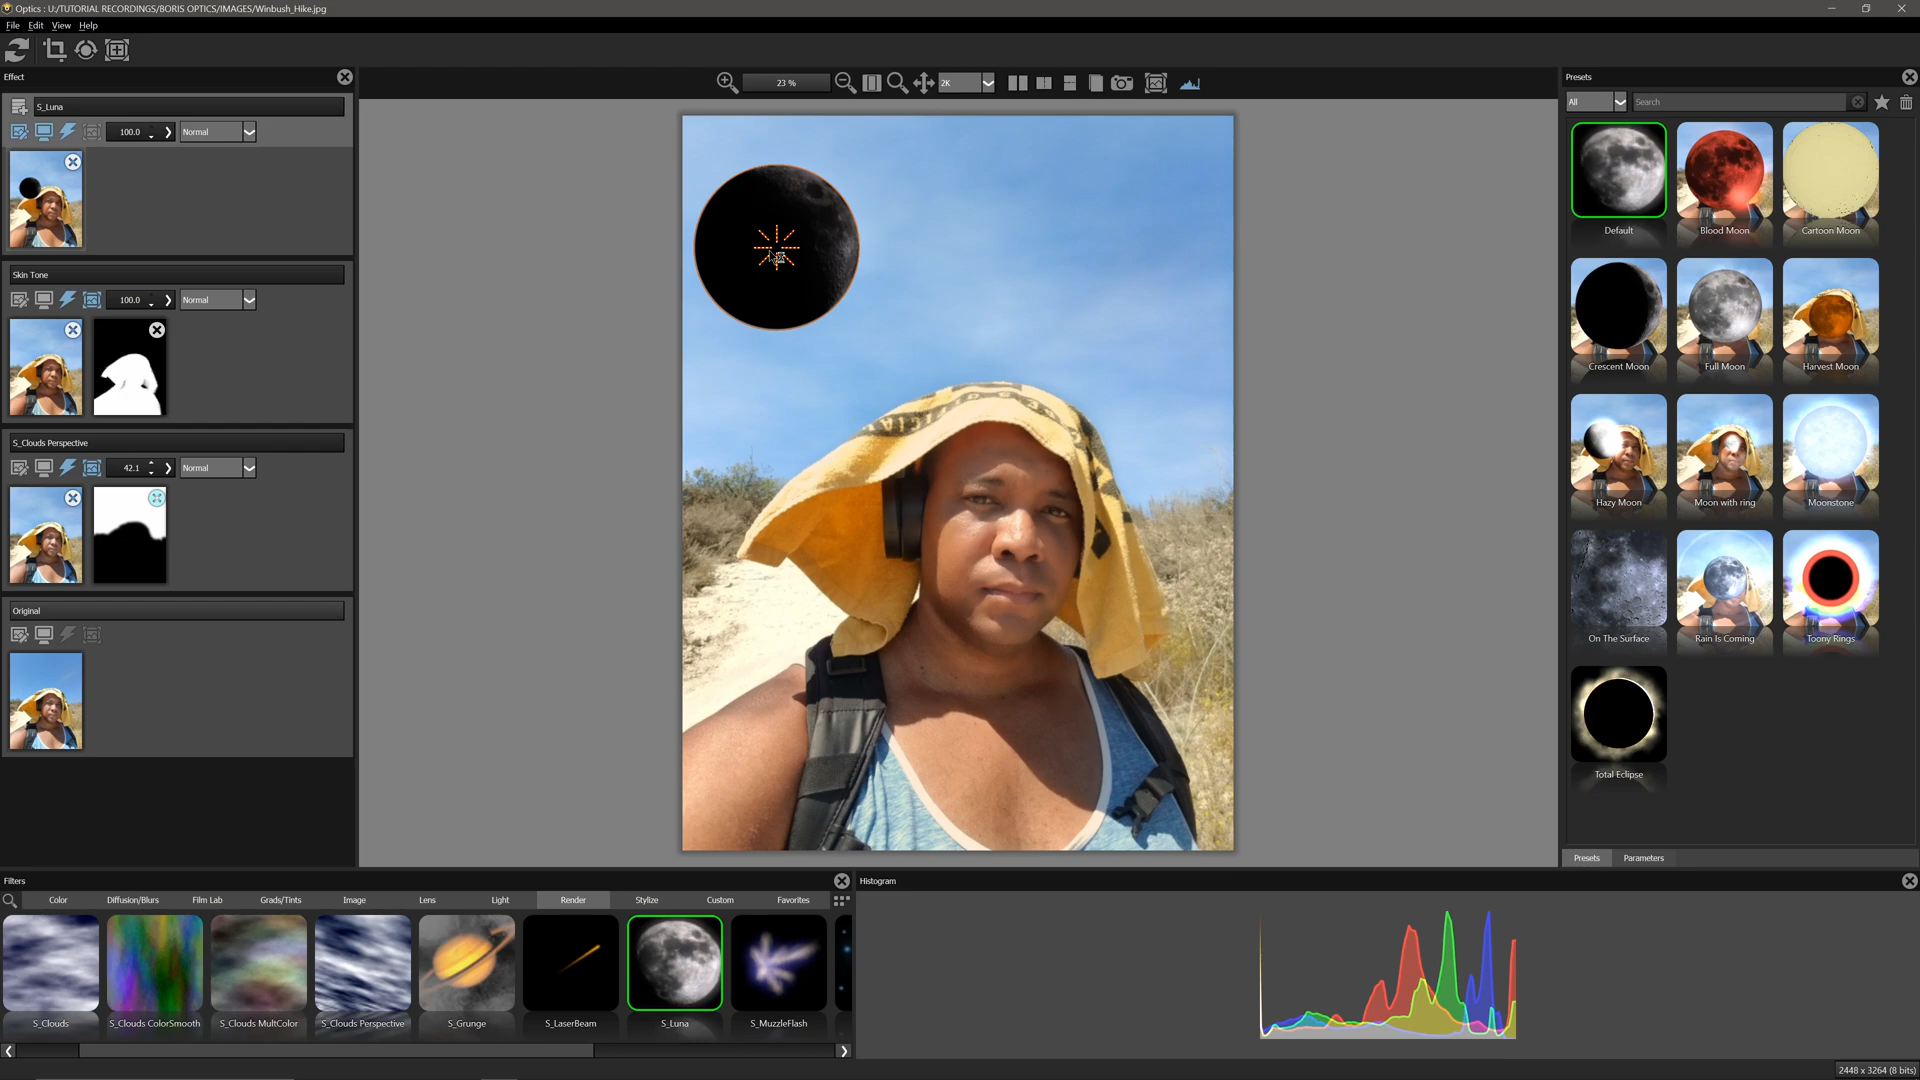 Optics : U:/TUTORIAL RECORDINGS/BORIS OPTICS/IMAGES/Winbush_Hike.jpg
File Edit View Help
Effect
S_Luna
100.0 Normal
Skin Tone
100.0 Normal
S_Clouds Perspective
42.1 Normal
Original
23 %
2K
Presets
All Search
Default Blood Moon Cartoon Moon
Crescent Moon Full Moon Harvest Moon
Hazy Moon Moon with ring Moonstone
On The Surface Rain Is Coming Toony Rings
Total Eclipse
Presets Parameters
Filters
Color Diffusion/Blurs Film Lab Grads/Tints Image Lens Light Render Stylize Custom Favorites
S_Clouds S_Clouds ColorSmooth S_Clouds MultColor S_Clouds Perspective S_Grunge S_LaserBeam S_Luna S_MuzzleFlash
Histogram
2448 x 3264 (8 bits)